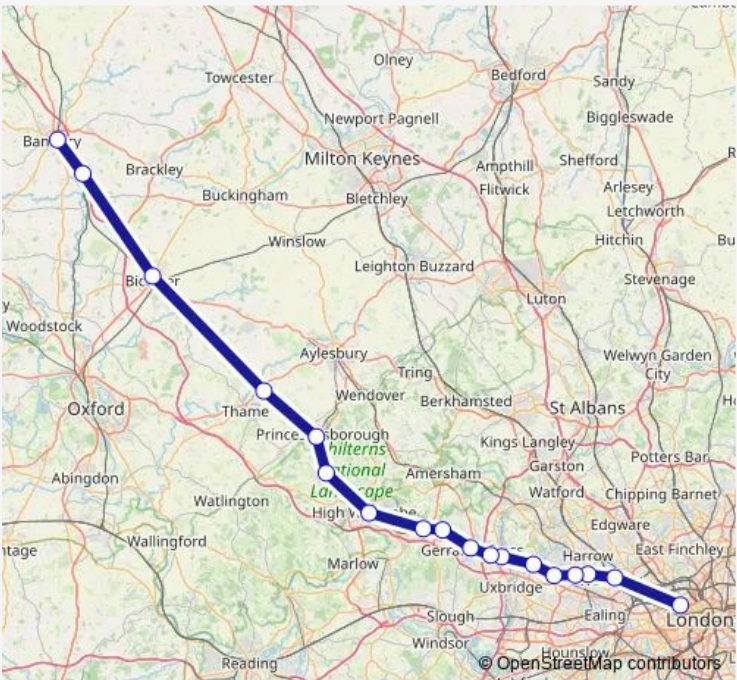 Olney
Towcester
Bedford
Sandy
Newport Pagnell
Biggleswade
Brackley
Milton Keynes
Ampthill
Shefford
Buckingham
Bletchley
Flitwick
Arlesey
Letchworth
Winslow
Hitchin
Bu
Leighton Buzzard
Stevenage
Luton
Woodstock
Aylesbury
Welwyn Garden
City
Tring
Wendover
Berkhamsted
Oxford
Thame
St Albans
Kings Langley
Potters Bar
Amersham
Garston
Abingdon
Watlington
Watford
Chipping Barnet
Edgware
Wallingford
ntage
Marlow
Harrow
East Finchley
Uxbridge
Slough
Ealing
London
Windsor
Hounslow
Reading
© OpenStreetMap contributors